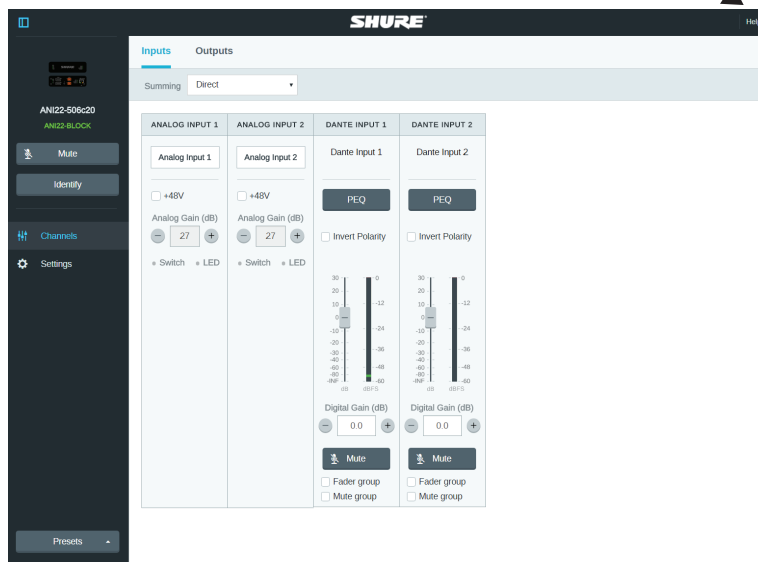 SHURE
Help
Inputs Outputs
Summing Direct
ANI22-506c20
ANI22-BLOCK
Mute
Identify
Channels
Settings
Presets
ANALOG INPUT 1 ANALOG INPUT 2 DANTE INPUT 1 DANTE INPUT 2
Analog Input 1 Analog Input 2 Dante Input 1 Dante Input 2
+48V +48V PEQ PEQ
Analog Gain (dB) Analog Gain (dB)
- 27 + - 27 + Invert Polarity Invert Polarity
Switch LED Switch LED
30 0 30 0
20 20
10 -12 10 -12
0 0
-10 -24 -10 -24
-20 -20
-30 -36 -30 -36
-40 -40
-60 -48 -60 -48
-80 -80
-INF -60 -INF -60
dB dBFS dB dBFS
Digital Gain (dB) Digital Gain (dB)
- 0.0 + - 0.0 +
Mute Mute
Fader group Fader group
Mute group Mute group